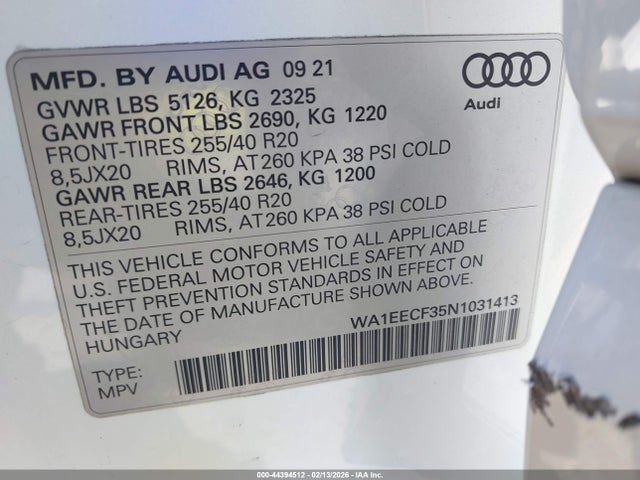 MFD. BY AUDI AG 09 21
GVWR LBS 5126, KG 2325
GAWR FRONT LBS 2690, KG 1220
FRONT-TIRES 255/40 R20
8,5JX20 RIMS, AT 260 KPA 38 PSI COLD
GAWR REAR LBS 2646, KG 1200
REAR-TIRES 255/40 R20
8,5JX20 RIMS, AT 260 KPA 38 PSI COLD
Audi
THIS VEHICLE CONFORMS TO ALL APPLICABLE
U.S. FEDERAL MOTOR VEHICLE SAFETY AND
THEFT PREVENTION STANDARDS IN EFFECT ON
THE DATE OF MANUFACTURE SHOWN ABOVE.
HUNGARY
WA1EECF35N1031413
TYPE:
MPV
000-44394512 - 02/13/2026 - IAA Inc.